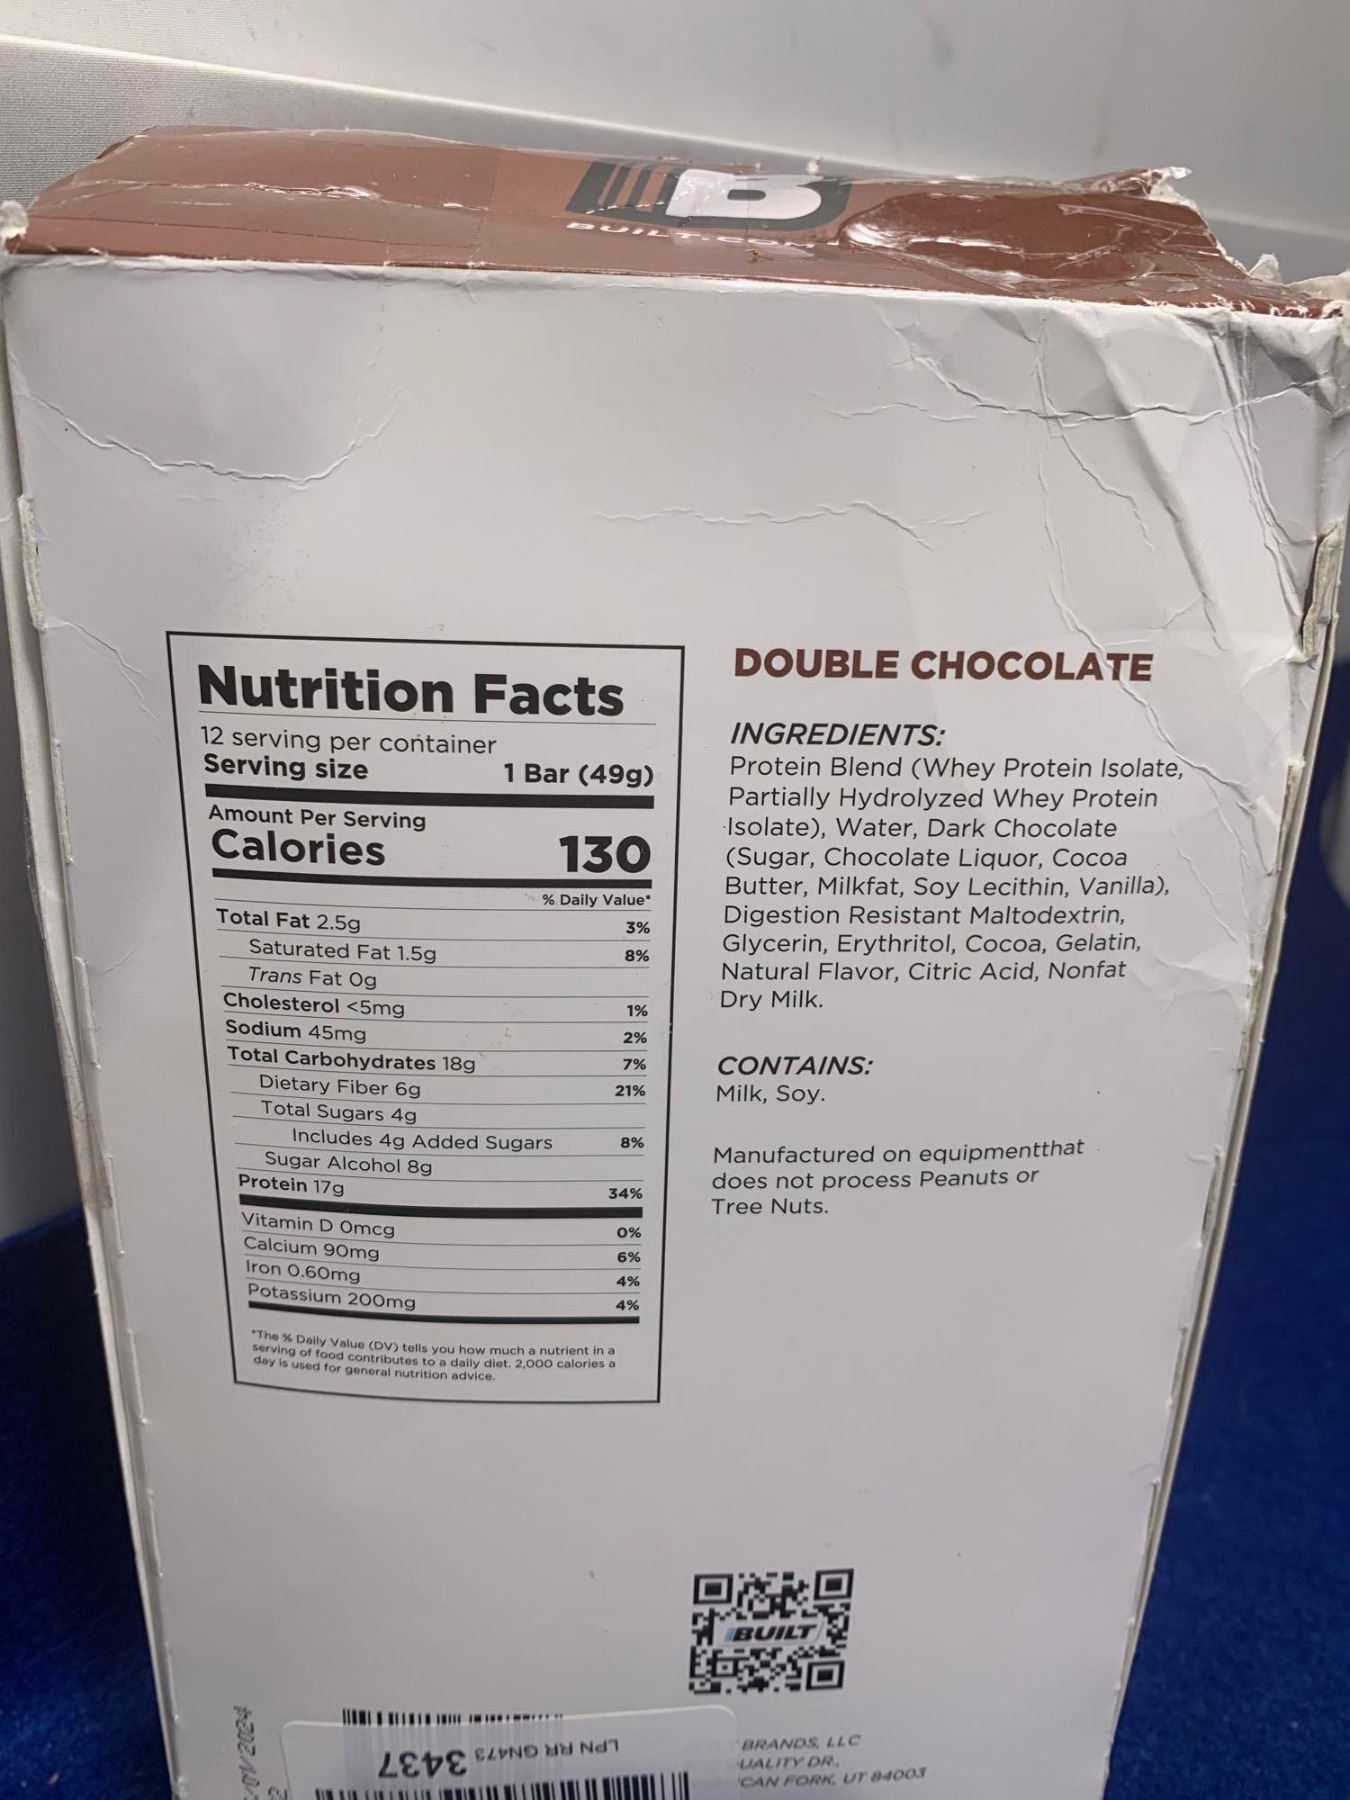 B
BUILT.COM
Nutrition Facts
12 serving per container
Serving size 1 Bar (49g)
Amount Per Serving
Calories 130
% Daily Value*
Total Fat 2.5g 3%
Saturated Fat 1.5g 8%
Trans Fat 0g
Cholesterol <5mg 1%
Sodium 45mg 2%
Total Carbohydrates 18g 7%
Dietary Fiber 6g 21%
Total Sugars 4g
Includes 4g Added Sugars 8%
Sugar Alcohol 8g
Protein 17g 34%
Vitamin D 0mcg 0%
Calcium 90mg 6%
Iron 0.60mg 4%
Potassium 200mg 4%
*The % Daily Value (DV) tells you how much a nutrient in a
serving of food contributes to a daily diet. 2,000 calories a
day is used for general nutrition advice.
DOUBLE CHOCOLATE
INGREDIENTS:
Protein Blend (Whey Protein Isolate,
Partially Hydrolyzed Whey Protein
Isolate), Water, Dark Chocolate
(Sugar, Chocolate Liquor, Cocoa
Butter, Milkfat, Soy Lecithin, Vanilla),
Digestion Resistant Maltodextrin,
Glycerin, Erythritol, Cocoa, Gelatin,
Natural Flavor, Citric Acid, Nonfat
Dry Milk.
CONTAINS:
Milk, Soy.
Manufactured on equipmentthat
does not process Peanuts or
Tree Nuts.
BUILT
LPN RR GN473 3437
BRANDS, LLC
UALITY DR.,
CAN FORK, UT 84003
/01/2024